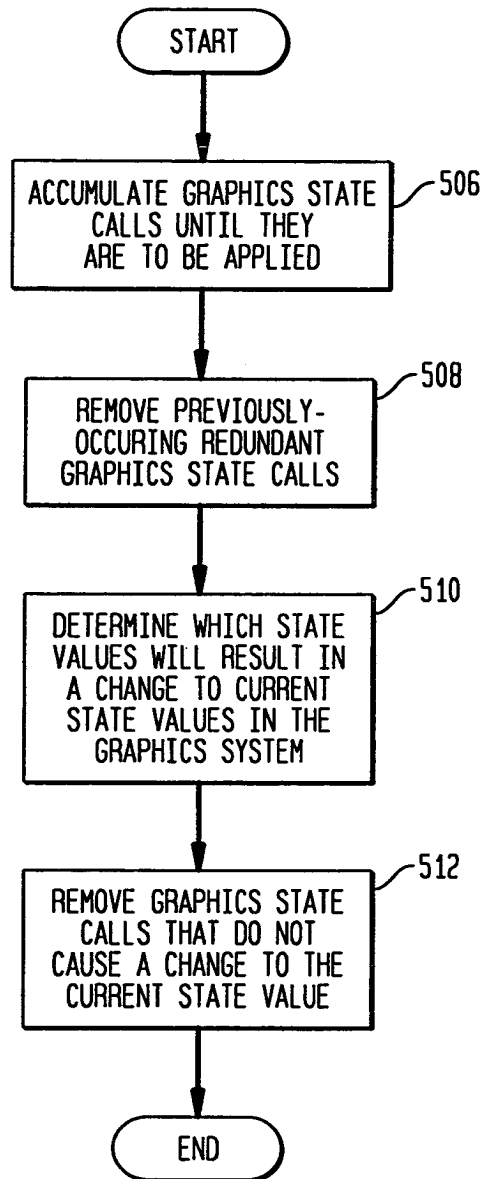 START
ACCUMULATE GRAPHICS STATE
CALLS UNTIL THEY
ARE TO BE APPLIED
506
REMOVE PREVIOUSLY-
OCCURING REDUNDANT
GRAPHICS STATE CALLS
508
DETERMINE WHICH STATE
VALUES WILL RESULT IN
A CHANGE TO CURRENT
STATE VALUES IN THE
GRAPHICS SYSTEM
510
REMOVE GRAPHICS STATE
CALLS THAT DO NOT
CAUSE A CHANGE TO THE
CURRENT STATE VALUE
512
END